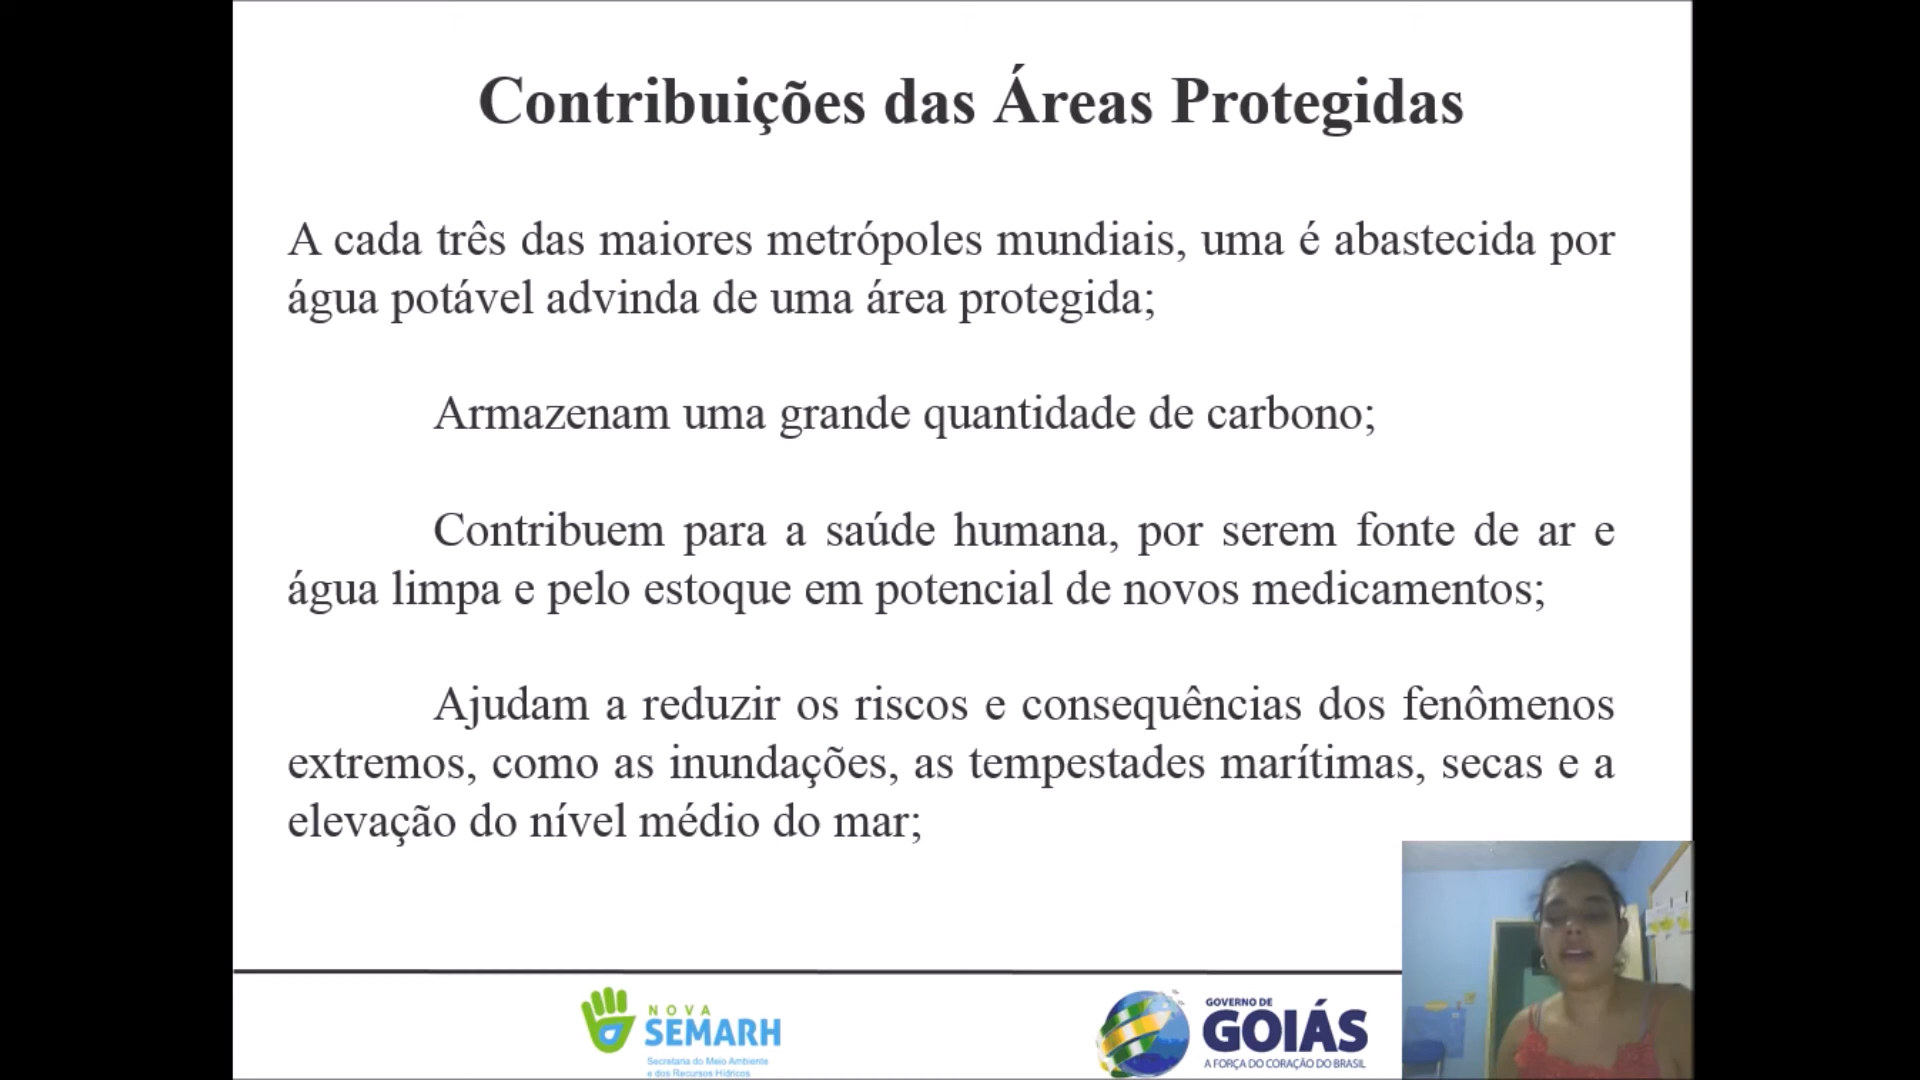 Contribuições das Áreas Protegidas
A cada três das maiores metrópoles mundiais, uma é abastecida por
água potável advinda de uma área protegida;
Armazenam uma grande quantidade de carbono;
Contribuem para a saúde humana, por serem fonte de ar e
água limpa e pelo estoque em potencial de novos medicamentos;
Ajudam a reduzir os riscos e consequências dos fenômenos
extremos, como as inundações, as tempestades marítimas, secas e a
elevação do nível médio do mar;
NOVA
SEMARH
Secretaria do Meio Ambiente
e dos Recursos Hídricos
GOVERNO DE
GOIÁS
A FORÇA DO CORAÇÃO DO BRASIL